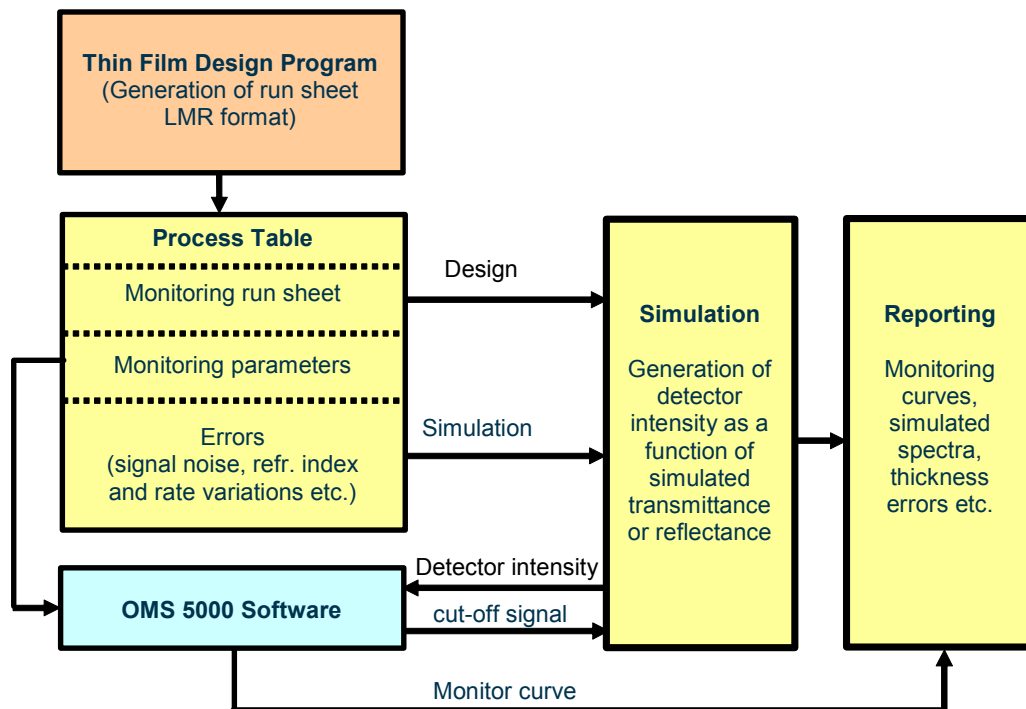 Thin Film Design Program
(Generation of run sheet
LMR format)
Process Table
Monitoring run sheet
Monitoring parameters
Errors
(signal noise, refr. index
and rate variations etc.)
Design
Simulation
Simulation
Generation of
detector
intensity as a
function of
simulated
transmittance
or reflectance
Reporting
Monitoring
curves,
simulated
spectra,
thickness
errors etc.
OMS 5000 Software
Detector intensity
cut-off signal
Monitor curve